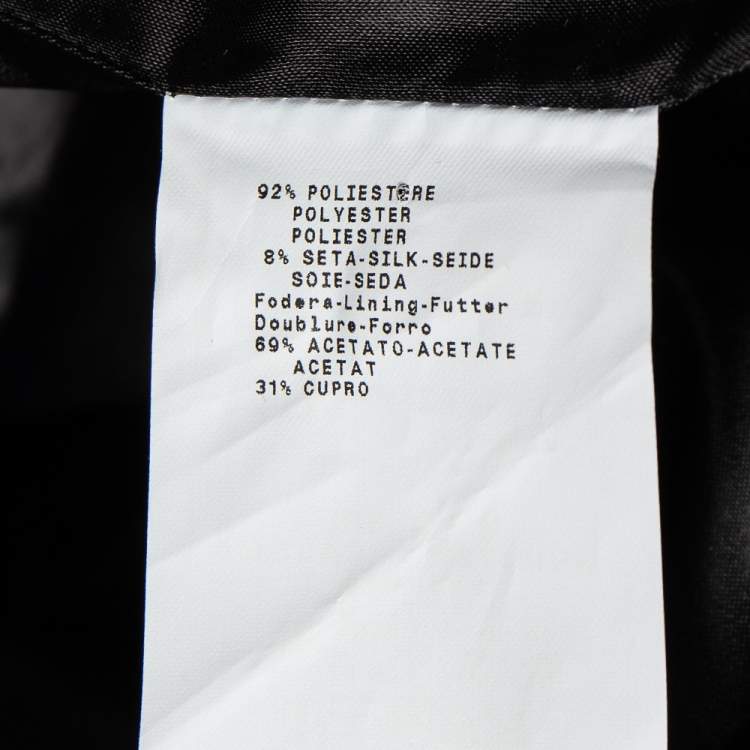 92% POLIESTERE
POLYESTER
POLIESTER
8% SETA-SILK-SEIDE
SOIE-SEDA
Fodera-Lining-Futter
Doublure-Forro
69% ACETATO-ACETATE
ACETAT
31% CUPRO